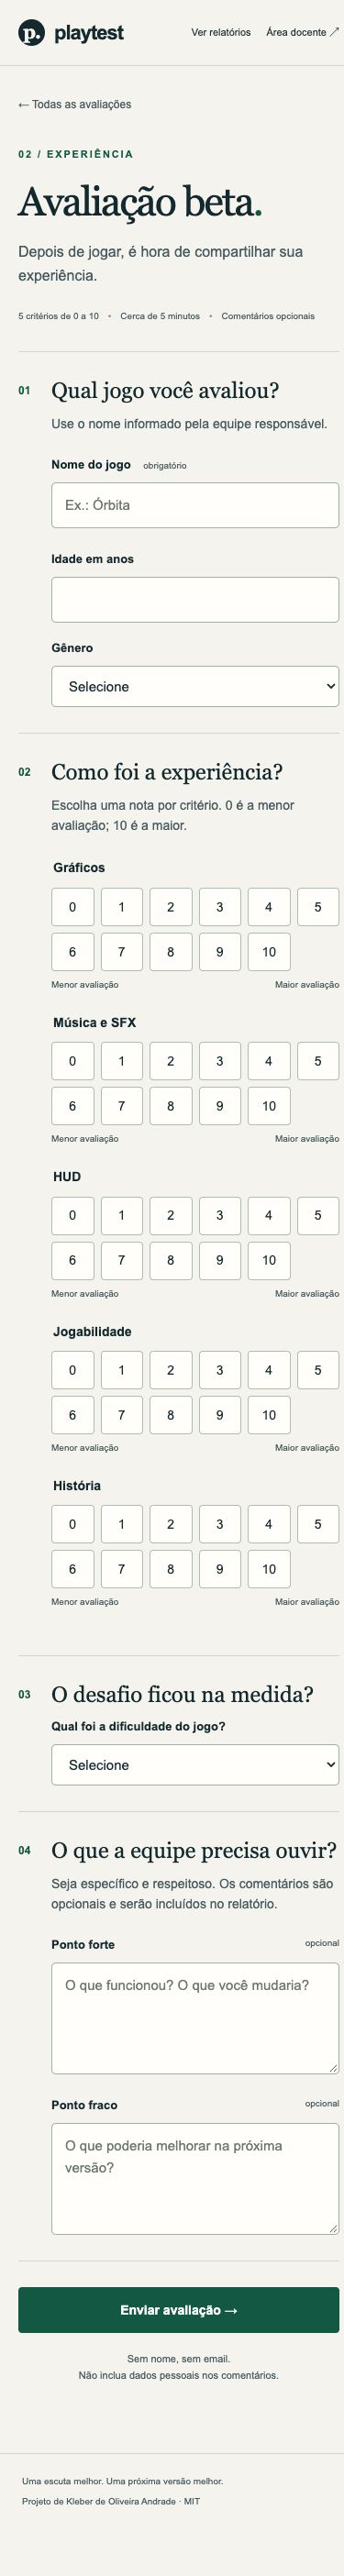 p. playtest Ver relatórios Área docente ↗
← Todas as avaliações
02 / EXPERIÊNCIA
Avaliação beta.
Depois de jogar, é hora de compartilhar sua
experiência.
5 critérios de 0 a 10 • Cerca de 5 minutos • Comentários opcionais
01 Qual jogo você avaliou?
Use o nome informado pela equipe responsável.
Nome do jogo obrigatório
Ex.: Órbita
Idade em anos
Gênero
Selecione
02 Como foi a experiência?
Escolha uma nota por critério. 0 é a menor
avaliação; 10 é a maior.
Gráficos
0 1 2 3 4 5
6 7 8 9 10
Menor avaliação Maior avaliação
Música e SFX
0 1 2 3 4 5
6 7 8 9 10
Menor avaliação Maior avaliação
HUD
0 1 2 3 4 5
6 7 8 9 10
Menor avaliação Maior avaliação
Jogabilidade
0 1 2 3 4 5
6 7 8 9 10
Menor avaliação Maior avaliação
História
0 1 2 3 4 5
6 7 8 9 10
Menor avaliação Maior avaliação
03 O desafio ficou na medida?
Qual foi a dificuldade do jogo?
Selecione
04 O que a equipe precisa ouvir?
Seja específico e respeitoso. Os comentários são
opcionais e serão incluídos no relatório.
Ponto forte opcional
O que funcionou? O que você mudaria?
Ponto fraco opcional
O que poderia melhorar na próxima
versão?
Enviar avaliação →
Sem nome, sem email.
Não inclua dados pessoais nos comentários.
Uma escuta melhor. Uma próxima versão melhor.
Projeto de Kleber de Oliveira Andrade · MIT